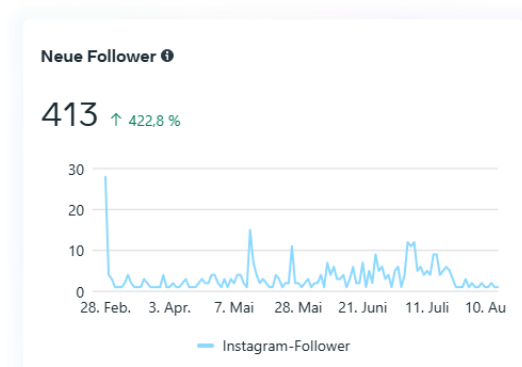 Neue Follower
413 ↑ 422,8 %
30
20
10
0
28. Feb. 3. Apr. 7. Mai 28. Mai 21. Juni 11. Juli 10. Au
Instagram-Follower